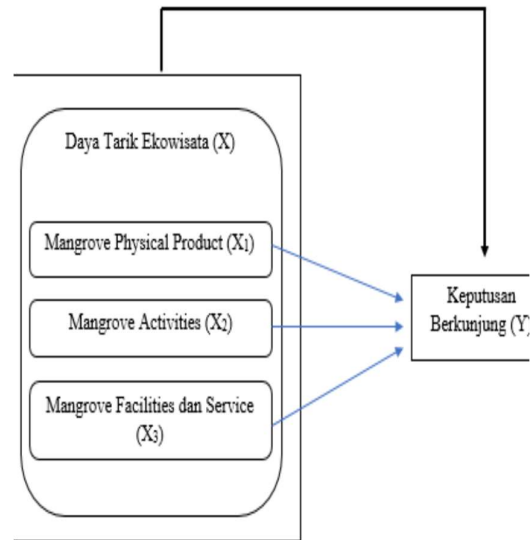 Daya Tarik Ekowisata (X)
Mangrove Physical Product (X₁)
Mangrove Activities (X₂)
Mangrove Facilities dan Service
(X₃)
Keputusan
Berkunjung (Y)